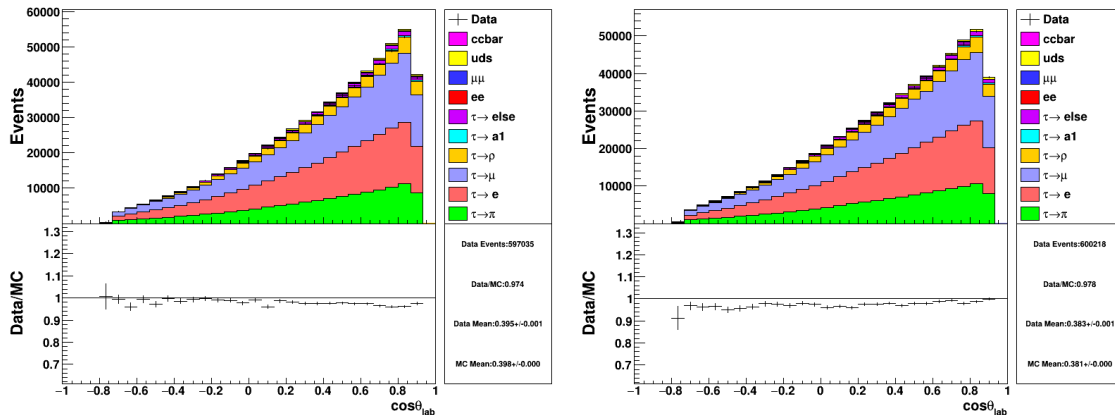 60000
50000
40000
30000
20000
10000
Events
Data
ccbar
uds
μμ
ee
τ→ else
τ→ a1
τ→ρ
τ→μ
τ→ e
τ→π
1.3
1.2
1.1
1
0.9
0.8
0.7
Data/MC
Data Events:597035
Data/MC:0.974
Data Mean:0.395+/-0.001
MC Mean:0.398+/-0.000
−1 −0.8 −0.6 −0.4 −0.2 0 0.2 0.4 0.6 0.8 1
cosθlab
50000
40000
30000
20000
10000
Events
Data
ccbar
uds
μμ
ee
τ→ else
τ→ a1
τ→ρ
τ→μ
τ→ e
τ→π
1.3
1.2
1.1
1
0.9
0.8
0.7
Data/MC
Data Events:600218
Data/MC:0.978
Data Mean:0.383+/-0.001
MC Mean:0.381+/-0.000
−1 −0.8 −0.6 −0.4 −0.2 0 0.2 0.4 0.6 0.8 1
cosθlab